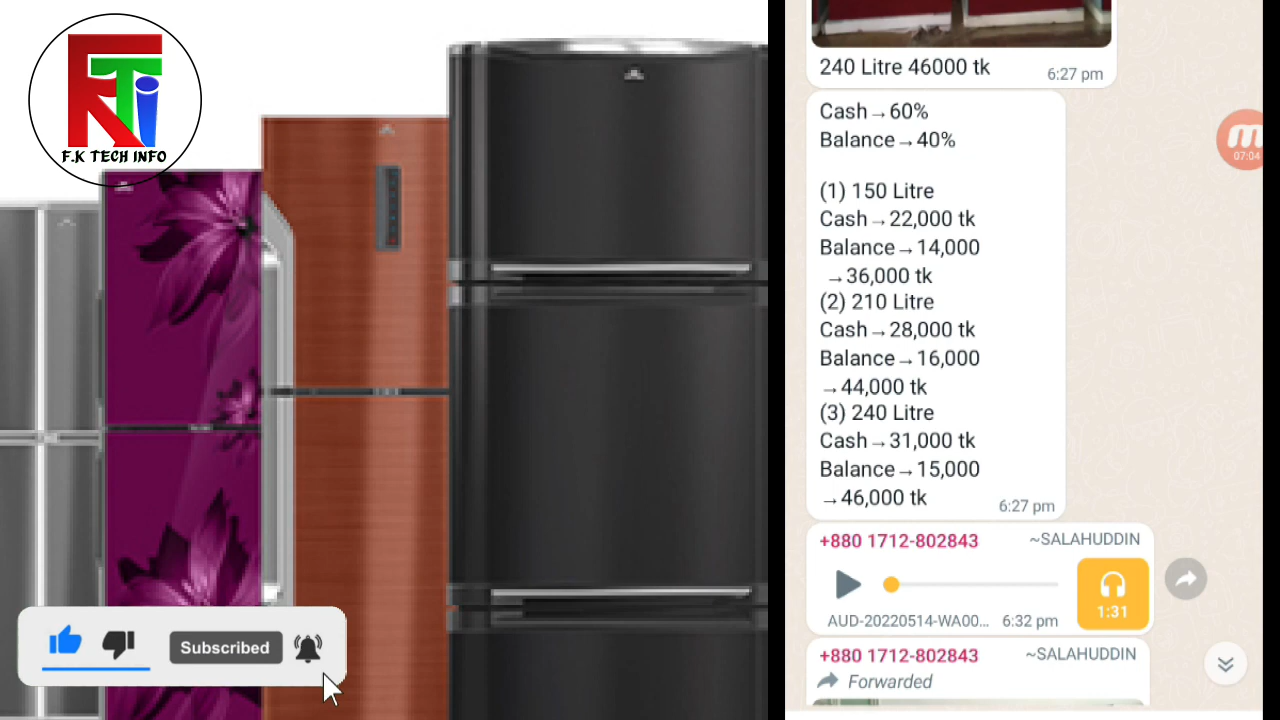 RTi
F.K TECH INFO
Subscribed
240 Litre 46000 tk
6:27 pm
Cash→60%
Balance→40%
(1) 150 Litre
Cash→22,000 tk
Balance→14,000
→36,000 tk
(2) 210 Litre
Cash→28,000 tk
Balance→16,000
→44,000 tk
(3) 240 Litre
Cash→31,000 tk
Balance→15,000
→46,000 tk
6:27 pm
+880 1712-802843 ~SALAHUDDIN
1:31
AUD-20220514-WA00... 6:32 pm
+880 1712-802843 ~SALAHUDDIN
Forwarded
07:04